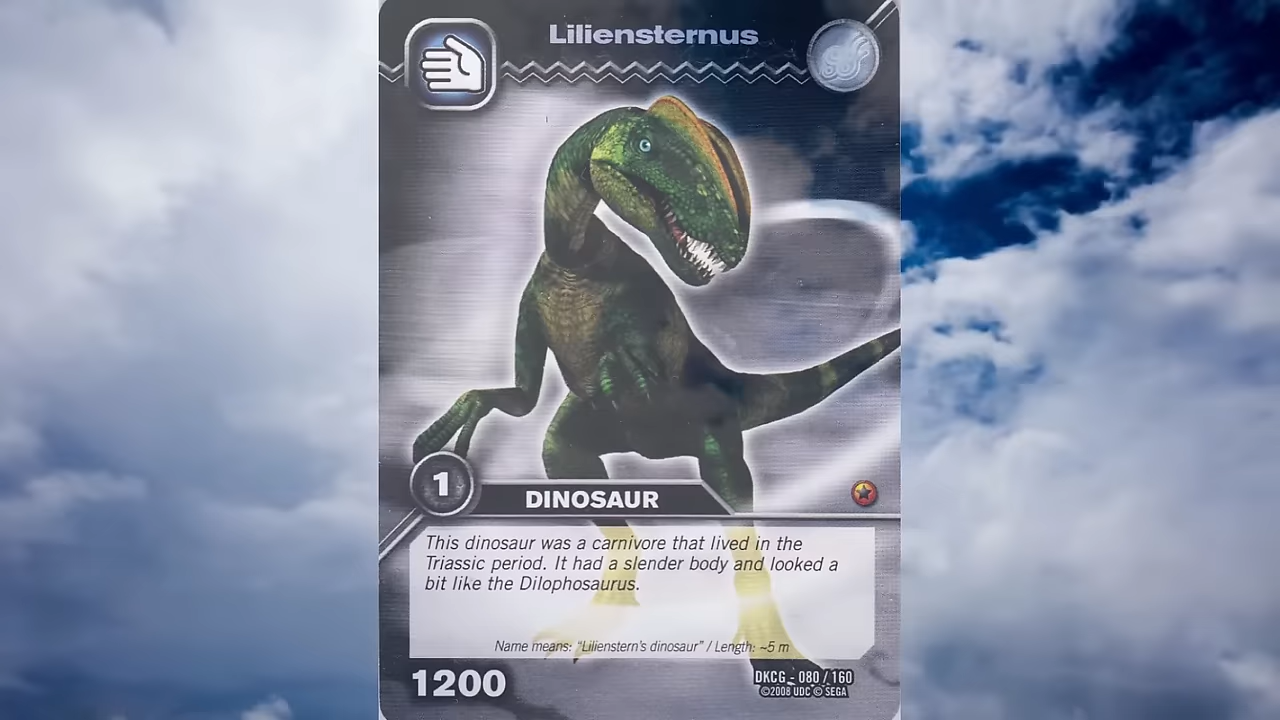 Liliensternus
1
DINOSAUR
This dinosaur was a carnivore that lived in the
Triassic period. It had a slender body and looked a
bit like the Dilophosaurus.
Name means: “Lilienstern’s dinosaur” / Length: ~5 m
1200
DKCG - 080 / 160
©2008 UDC © SEGA